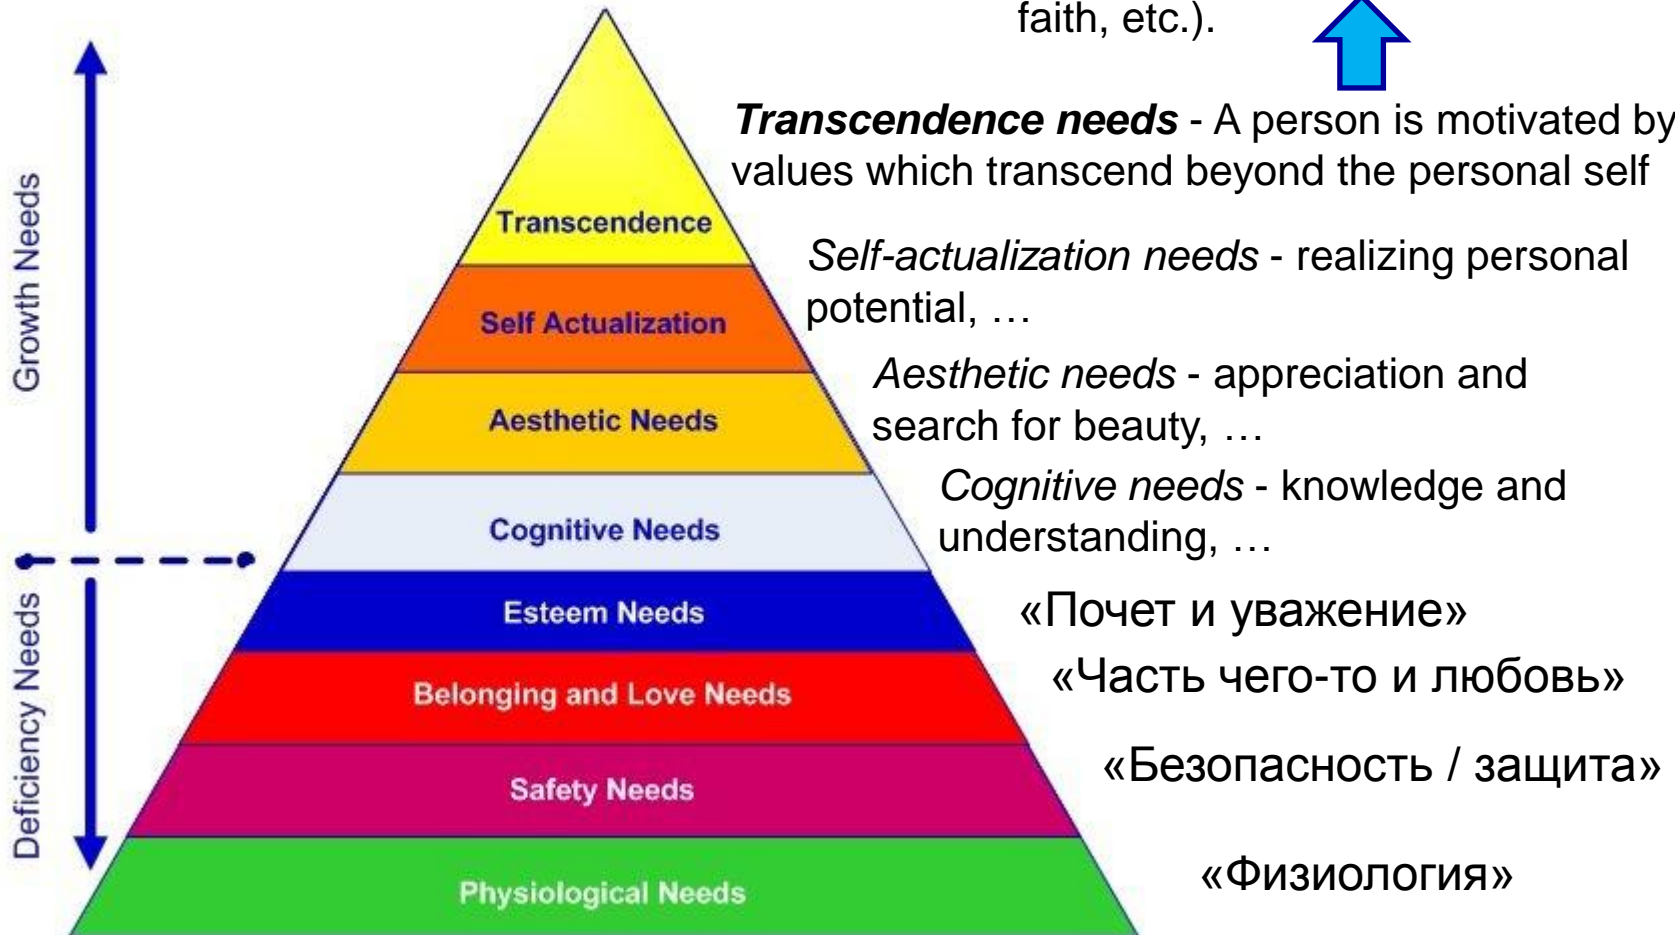 faith, etc.).
Transcendence needs - A person is motivated by
values which transcend beyond the personal self
Transcendence
Self-actualization needs - realizing personal
potential, …
Self Actualization
Aesthetic needs - appreciation and
search for beauty, …
Aesthetic Needs
Cognitive needs - knowledge and
understanding, …
Cognitive Needs
«Почет и уважение»
Esteem Needs
«Часть чего-то и любовь»
Belonging and Love Needs
«Безопасность / защита»
Safety Needs
«Физиология»
Physiological Needs
Growth Needs
Deficiency Needs